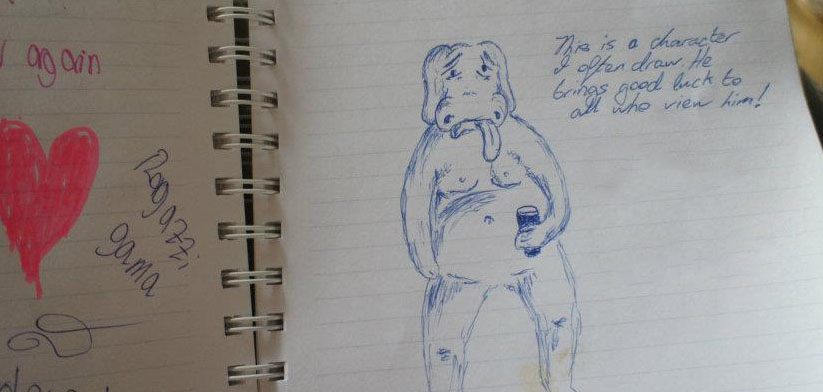 again
Ragazzi
gama
This is a character
I often draw. He
brings good luck to
all who view him!